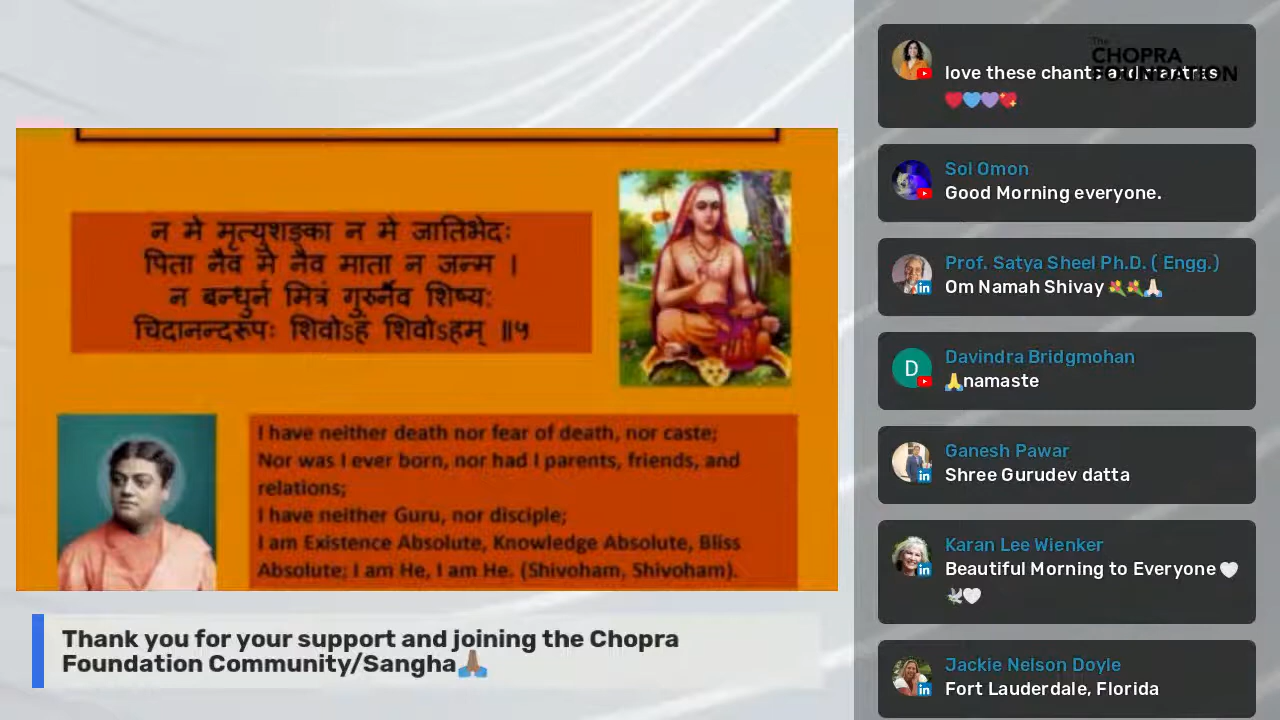 न मे मृत्युशङ्का न मे जातिभेदः
पिता नैव मे नैव माता न जन्म ।
न बन्धुर्न मित्रं गुरुर्नैव शिष्य:
चिदानन्दरूपः शिवोऽहं शिवोऽहम् ॥५
I have neither death nor fear of death, nor caste;
Nor was I ever born, nor had I parents, friends, and
relations;
I have neither Guru, nor disciple;
I am Existence Absolute, Knowledge Absolute, Bliss
Absolute; I am He, I am He. (Shivoham, Shivoham).
Thank you for your support and joining the Chopra
Foundation Community/Sangha🙏🏽
The
CHOPRA
FOUNDATION
love these chants and mantras
❤️💙💜💖
Sol Omon
Good Morning everyone.
Prof. Satya Sheel Ph.D. ( Engg.)
Om Namah Shivay 💐💐🙏🏻
D
Davindra Bridgmohan
🙏namaste
Ganesh Pawar
Shree Gurudev datta
Karan Lee Wienker
Beautiful Morning to Everyone🤍
🕊️🤍
Jackie Nelson Doyle
Fort Lauderdale, Florida